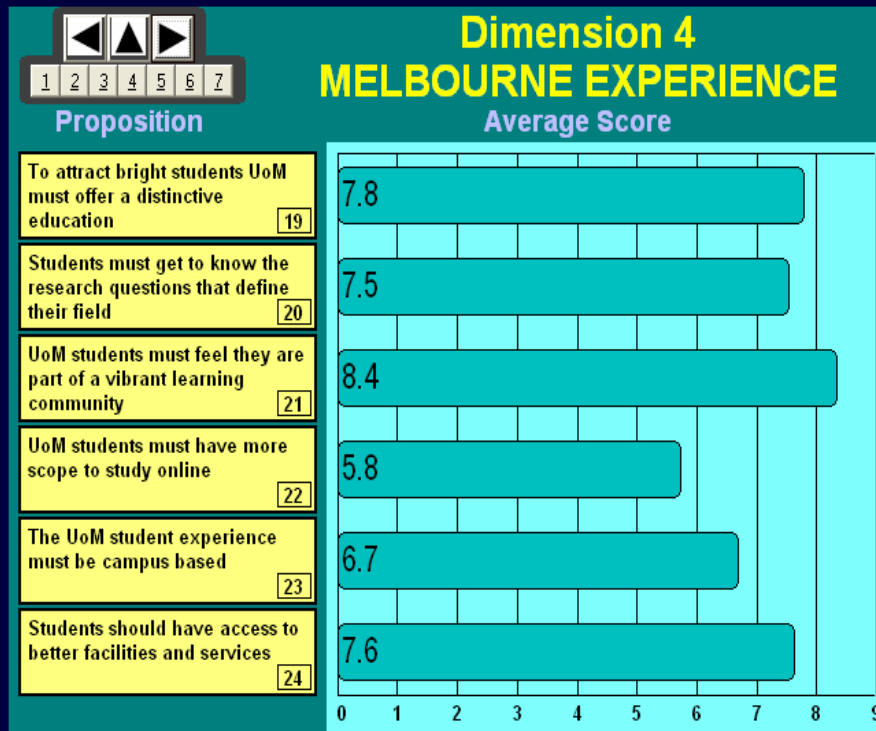 Dimension 4
MELBOURNE EXPERIENCE
1 2 3 4 5 6 7
Proposition
Average Score
To attract bright students UoM
must offer a distinctive
education
19
7.8
Students must get to know the
research questions that define
their field
20
7.5
UoM students must feel they are
part of a vibrant learning
community
21
8.4
UoM students must have more
scope to study online
22
5.8
The UoM student experience
must be campus based
23
6.7
Students should have access to
better facilities and services
24
7.6
0 1 2 3 4 5 6 7 8 9